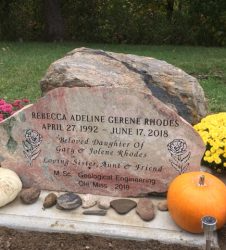 REBECCA ADELINE GERENE RHODES
APRIL 27, 1992 - JUNE 17, 2018
Beloved Daughter Of
Gary & Jolene Rhodes
Loving Sister, Aunt & Friend
M.Sc. Geological Engineering
Ole Miss 2018